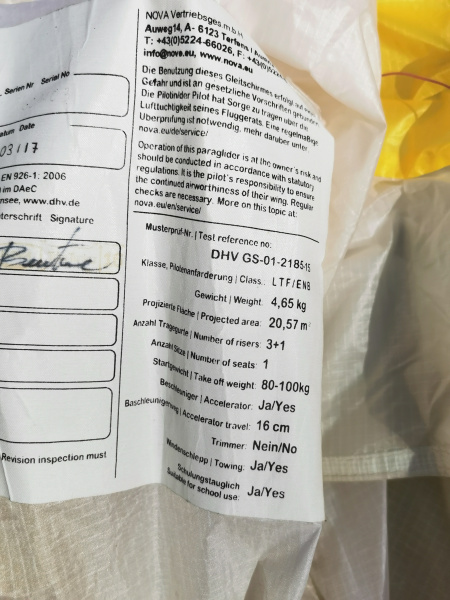 Serien Nr Serial No
Date
03/17
EN 926-1: 2006
im DAeC
nsee, www.dhv.de
Signature
Revision inspection must
NOVA Vertriebsges.m.b.H.
Auweg14, A- 6123 Terfens /
T: +43(0)5224-66026, F.
info@nova.eu, www.nova.eu
Die Benutzung dieses Gleitschirmes erfolgt auf
Gefahr und ist an gesetzliche Vorschriften gebunden.
Die Pilotin/der Pilot hat Sorge zu tragen über die
Lufttüchtigkeit seines Fluggeräts. Eine regelmäßige
Überprüfung ist notwendig, mehr darüber unter
nova.eu/de/service/
Operation of this paraglider is at the owner´s risk and
should be conducted in accordance with statutory
regulations. It is the pilot´s responsibility to ensure
the continued airworthiness of their wing. Regular
checks are necessary. More on this topic at:
nova.eu/en/service/
Musterprüf-Nr. | Test reference no:
DHV GS-01-2185-15
Klasse, Pilotenanforderung | Class.: LTF/ENB
Gewicht | Weight: 4,65 kg
Projizierte Fläche | Projected area: 20,57 m²
Anzahl Tragegurte | Number of risers: 3+1
Anzahl Sitze | Number of seats: 1
Startgewicht | Take off weight: 80-100kg
Beschleuniger | Accelerator: Ja/Yes
Beschleunigerweg | Accelerator travel: 16 cm
Trimmer: Nein/No
Windenschlepp | Towing: Ja/Yes
Schulungstauglich
Suitable for school use: Ja/Yes